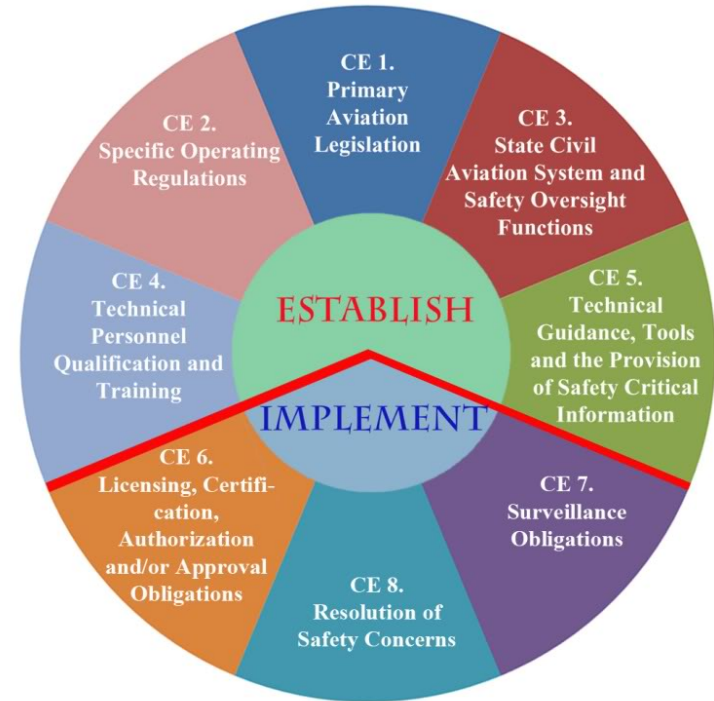 CE 1.
Primary
Aviation
Legislation
CE 2.
Specific Operating
Regulations
CE 3.
State Civil
Aviation System and
Safety Oversight
Functions
CE 4.
Technical
Personnel
Qualification and
Training
ESTABLISH
CE 5.
Technical
Guidance, Tools
and the Provision
of Safety Critical
Information
IMPLEMENT
CE 6.
Licensing, Certifi-
cation,
Authorization
and/or Approval
Obligations
CE 8.
Resolution of
Safety Concerns
CE 7.
Surveillance
Obligations